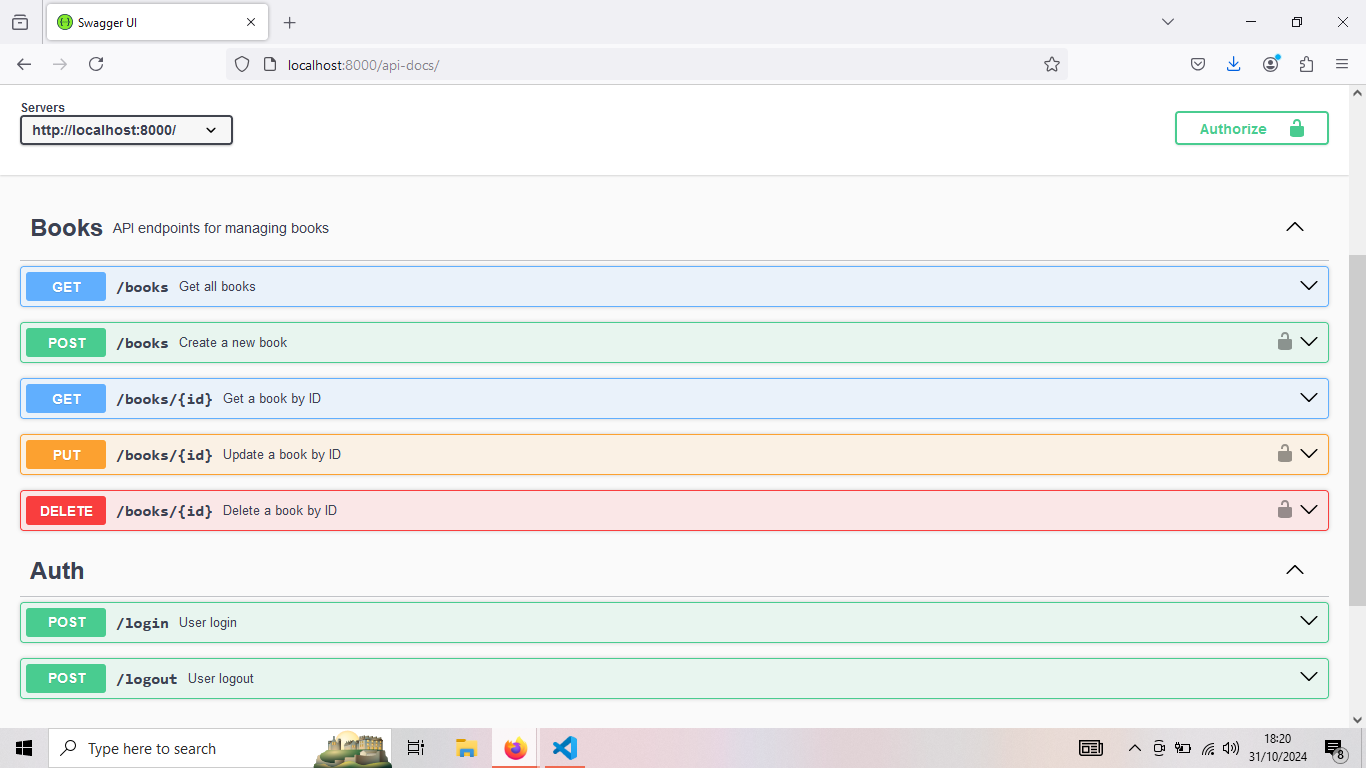 Swagger UI
localhost:8000/api-docs/
Servers
http://localhost:8000/
Authorize
Books API endpoints for managing books
GET /books Get all books
POST /books Create a new book
GET /books/{id} Get a book by ID
PUT /books/{id} Update a book by ID
DELETE /books/{id} Delete a book by ID
Auth
POST /login User login
POST /logout User logout
Type here to search
18:20
31/10/2024
8